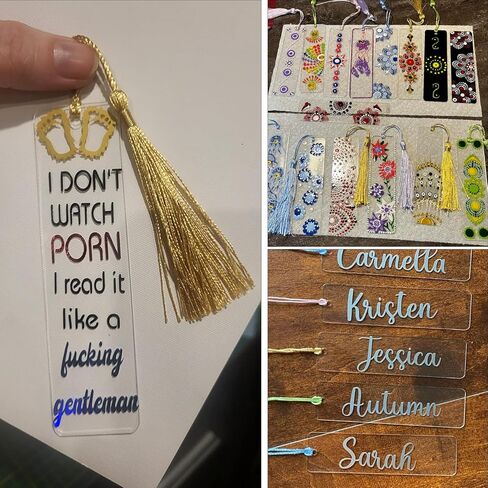 I DON'T
WATCH
PORN
I read it
like a
fucking
gentleman
Carmella
Kristen
Jessica
Autumn
Sarah